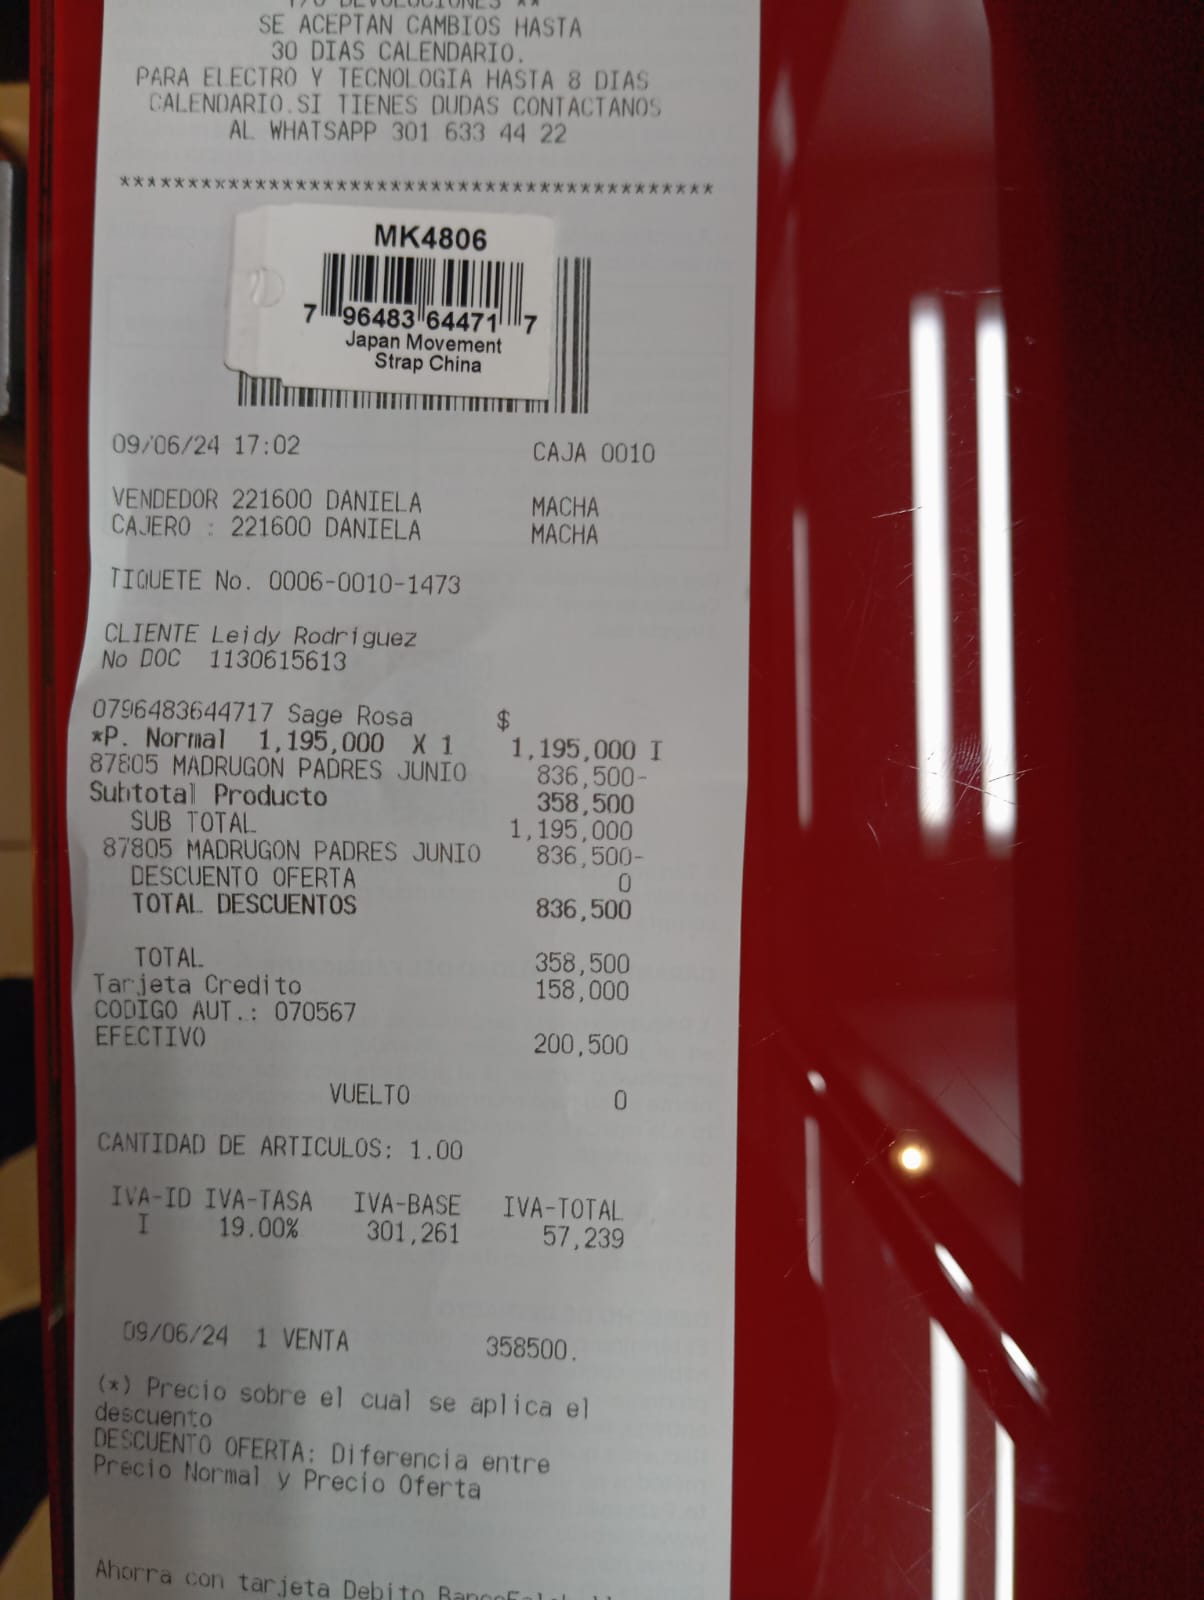 Y/O DEVOLUCIONES **
SE ACEPTAN CAMBIOS HASTA
30 DIAS CALENDARIO.
PARA ELECTRO Y TECNOLOGIA HASTA 8 DIAS
CALENDARIO.SI TIENES DUDAS CONTACTANOS
AL WHATSAPP 301 633 44 22
********************************************
MK4806
7 96483 64471 7
Japan Movement
Strap China
09/06/24 17:02 CAJA 0010
VENDEDOR 221600 DANIELA MACHA
CAJERO : 221600 DANIELA MACHA
TIQUETE No. 0006-0010-1473
CLIENTE Leidy Rodriguez
No DOC 1130615613
0796483644717 Sage Rosa $
*P. Normal 1,195,000 X 1 1,195,000 I
87805 MADRUGON PADRES JUNIO 836,500-
Subtotal Producto 358,500
SUB TOTAL 1,195,000
87805 MADRUGON PADRES JUNIO 836,500-
DESCUENTO OFERTA 0
TOTAL DESCUENTOS 836,500
TOTAL 358,500
Tarjeta Credito 158,000
CODIGO AUT.: 070567
EFECTIVO 200,500
VUELTO 0
CANTIDAD DE ARTICULOS: 1.00
IVA-ID IVA-TASA IVA-BASE IVA-TOTAL
I 19.00% 301,261 57,239
09/06/24 1 VENTA 358500.
(*) Precio sobre el cual se aplica el
descuento
DESCUENTO OFERTA: Diferencia entre
Precio Normal y Precio Oferta
Ahorra con tarjeta Debito